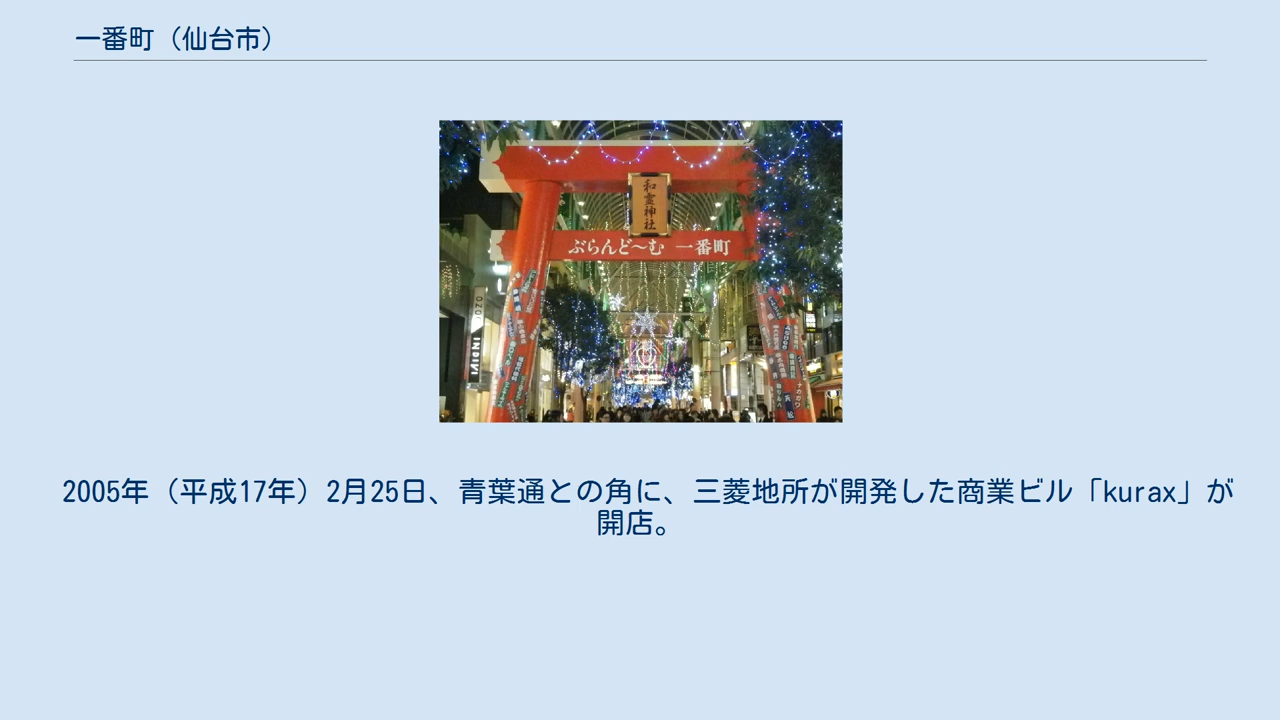 一番町（仙台市）
和霊神社
ぶらんど〜む 一番町
2005年（平成17年）2月25日、青葉通との角に、三菱地所が開発した商業ビル「kurax」が
開店。